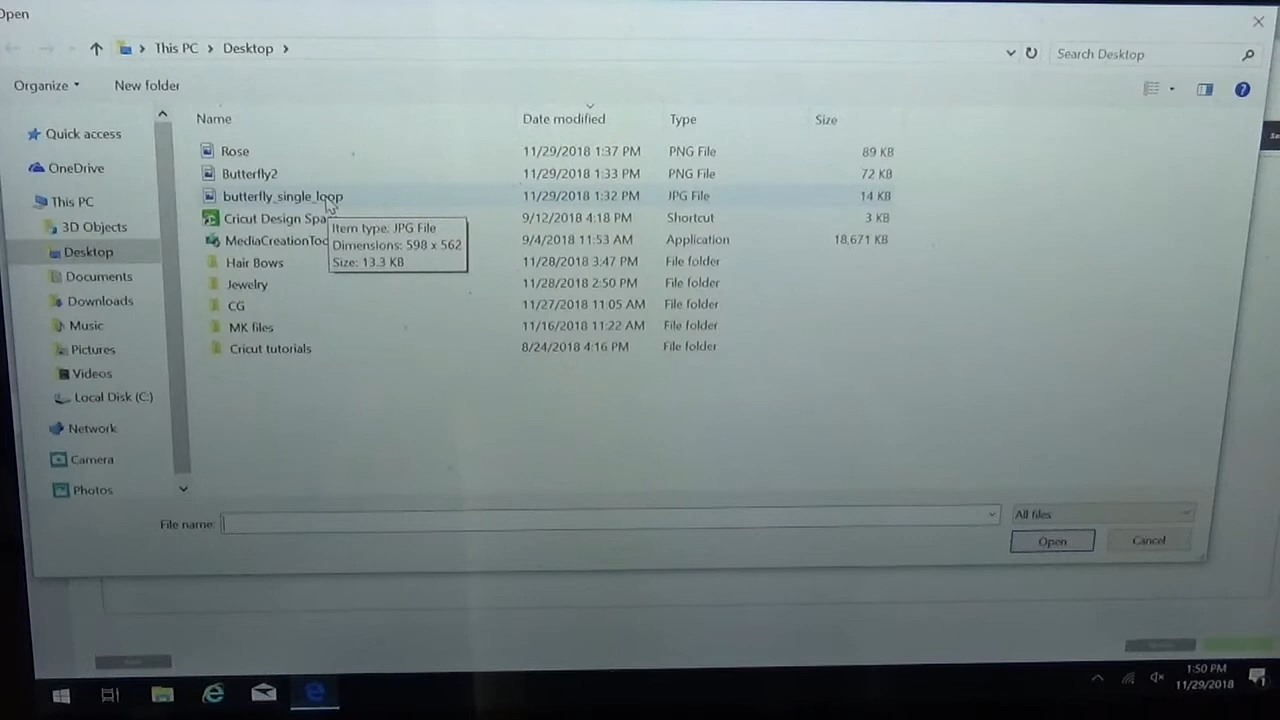 Open
This PC > Desktop >
Search Desktop
Organize
New folder
Name Date modified Type Size
Quick access
OneDrive
This PC
3D Objects
Desktop
Documents
Downloads
Music
Pictures
Videos
Local Disk (C:)
Network
Camera
Photos
Rose 11/29/2018 1:37 PM PNG File 89 KB
Butterfly2 11/29/2018 1:33 PM PNG File 72 KB
butterfly_single_loop 11/29/2018 1:32 PM JPG File 14 KB
Cricut Design Spa 9/12/2018 4:18 PM Shortcut 3 KB
MediaCreationToo 9/4/2018 11:53 AM Application 18,671 KB
Hair Bows 11/28/2018 3:47 PM File folder
Jewelry 11/28/2018 2:50 PM File folder
CG 11/27/2018 11:05 AM File folder
MK files 11/16/2018 11:22 AM File folder
Cricut tutorials 8/24/2018 4:16 PM File folder
Item type: JPG File
Dimensions: 598 x 562
Size: 13.3 KB
File name:
All files
Open Cancel
1:50 PM
11/29/2018